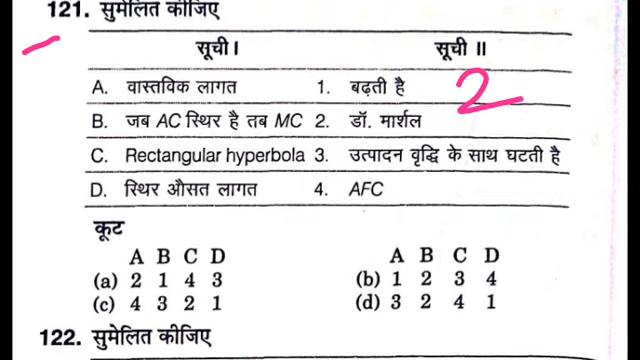 121. सुमेलित कीजिए
सूची I सूची II
A. वास्तविक लागत 1. बढ़ती है 2
B. जब AC स्थिर है तब MC 2. डॉ. मार्शल
C. Rectangular hyperbola 3. उत्पादन वृद्धि के साथ घटती है
D. स्थिर औसत लागत 4. AFC
कूट
A B C D A B C D
(a) 2 1 4 3 (b) 1 2 3 4
(c) 4 3 2 1 (d) 3 2 4 1
122. सुमेलित कीजिए